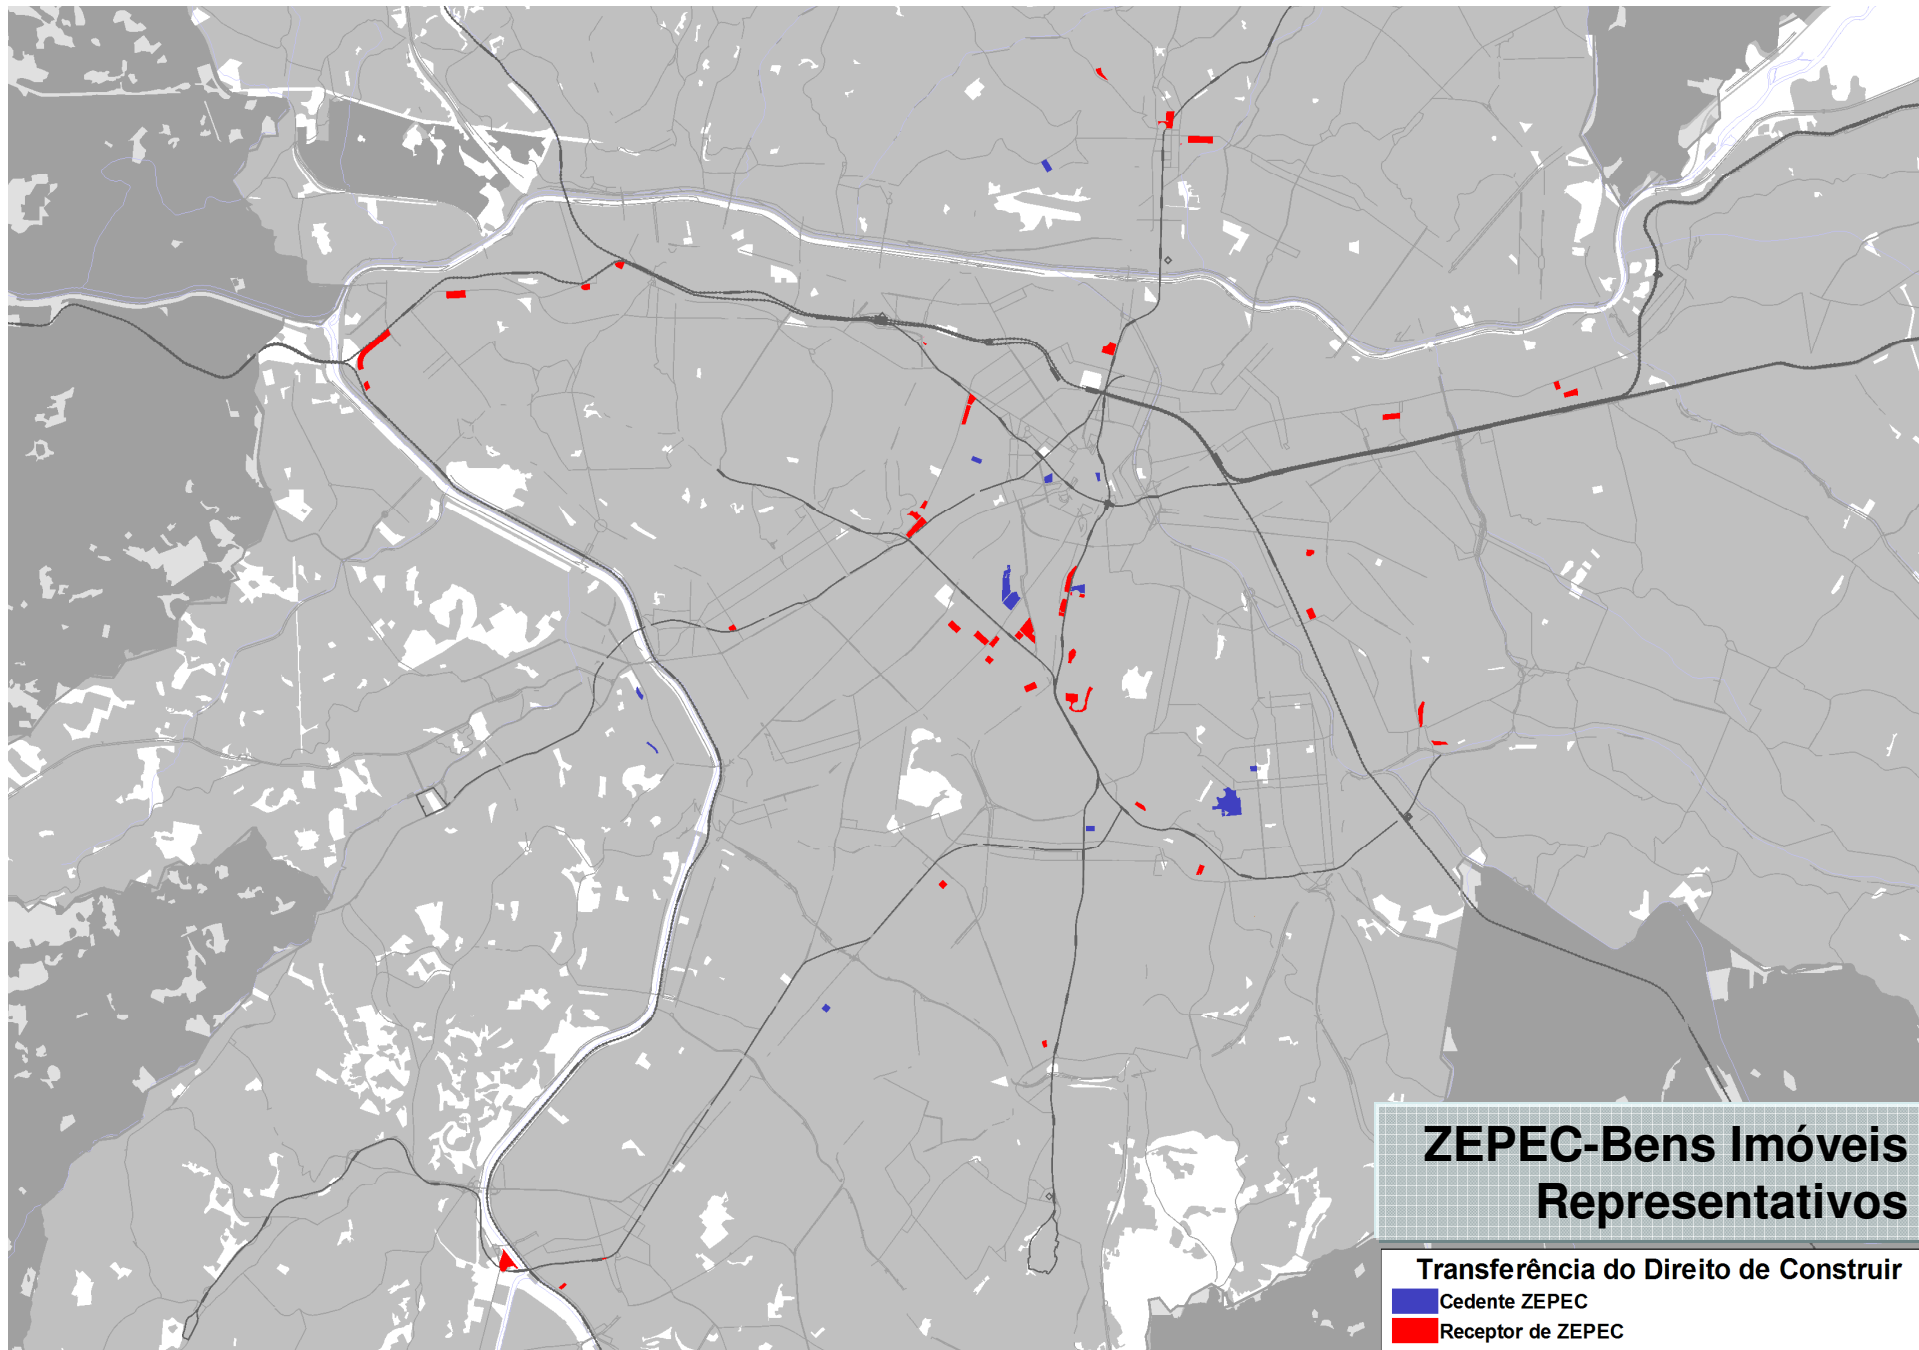 ZEPEC-Bens Imóveis
Representativos
Transferência do Direito de Construir
Cedente ZEPEC
Receptor de ZEPEC